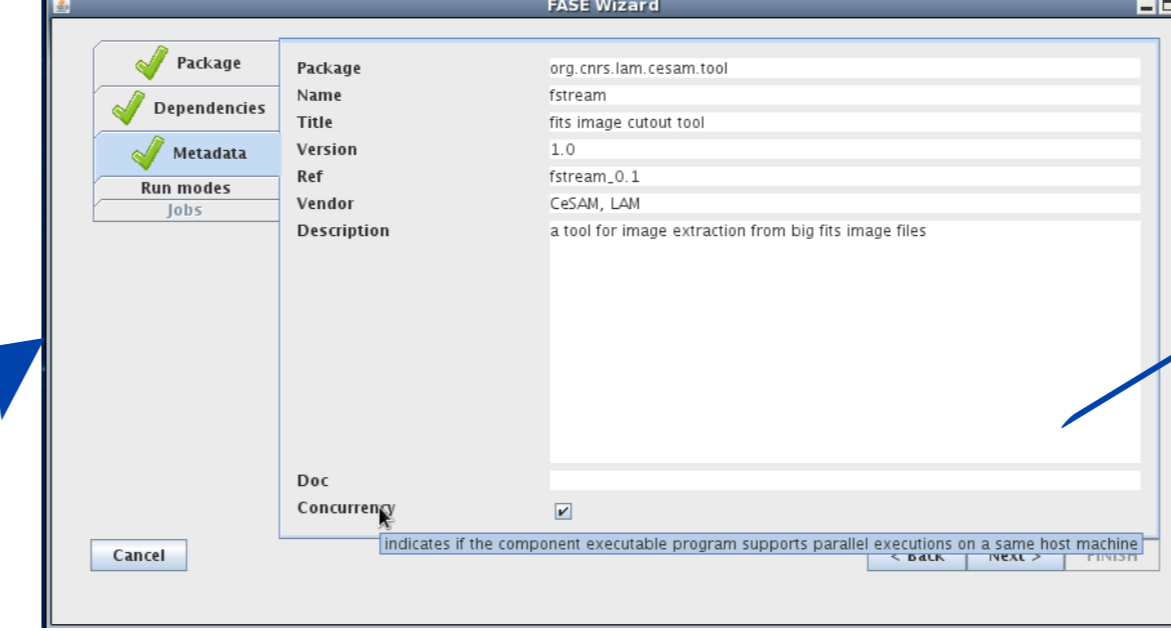 FASE Wizard
Package
Dependencies
Metadata
Run modes
Jobs
Package org.cnrs.lam.cesam.tool
Name fstream
Title fits image cutout tool
Version 1.0
Ref fstream_0.1
Vendor CeSAM, LAM
Description a tool for image extraction from big fits image files
Doc
Concurrency
indicates if the component executable program supports parallel executions on a same host machine
Cancel < Back Next > FINISH